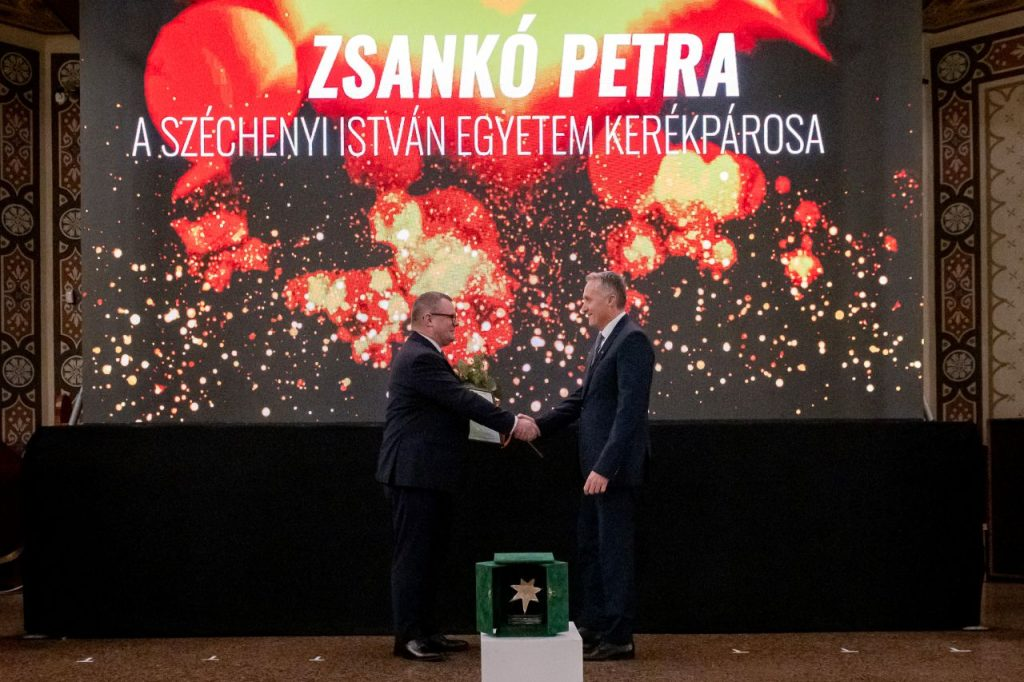 ZSANKÓ PETRA
A SZÉCHENYI ISTVÁN EGYETEM KERÉKPÁROSA